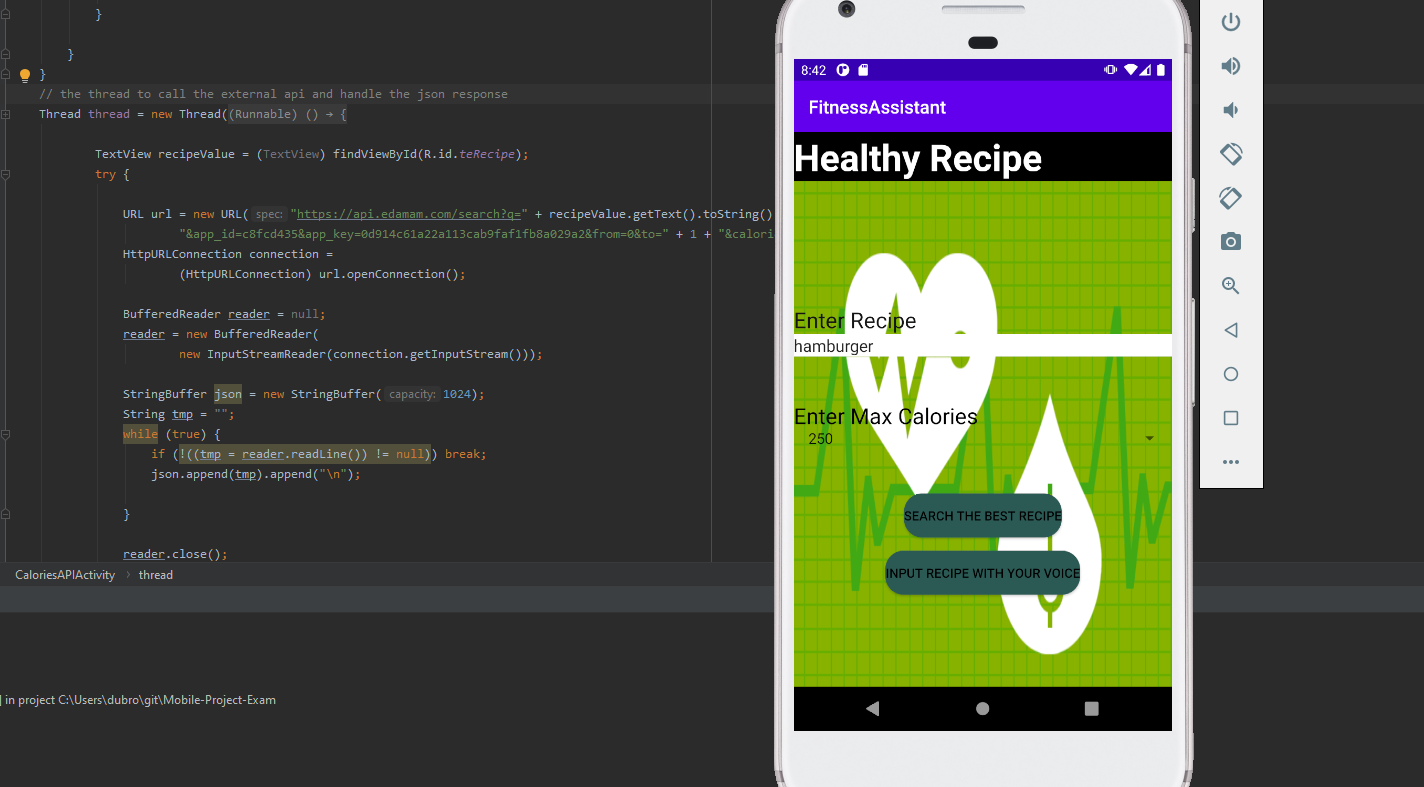 }
}
}
// the thread to call the external api and handle the json response
Thread thread = new Thread((Runnable) () → {
TextView recipeValue = (TextView) findViewById(R.id.teRecipe);
try {
URL url = new URL( spec: "https://api.edamam.com/search?q=" + recipeValue.getText().toString()
"&app_id=c8fcd435&app_key=0d914c61a22a113cab9faf1fb8a029a2&from=0&to=" + 1 + "&calori
HttpURLConnection connection =
(HttpURLConnection) url.openConnection();
BufferedReader reader = null;
reader = new BufferedReader(
new InputStreamReader(connection.getInputStream()));
StringBuffer json = new StringBuffer( capacity: 1024);
String tmp = "";
while (true) {
if (!((tmp = reader.readLine()) != null)) break;
json.append(tmp).append("\n");
}
reader.close();
CaloriesAPIActivity › thread
] in project C:\Users\dubro\git\Mobile-Project-Exam
8:42
FitnessAssistant
Healthy Recipe
Enter Recipe
hamburger
Enter Max Calories
250
SEARCH THE BEST RECIPE
INPUT RECIPE WITH YOUR VOICE